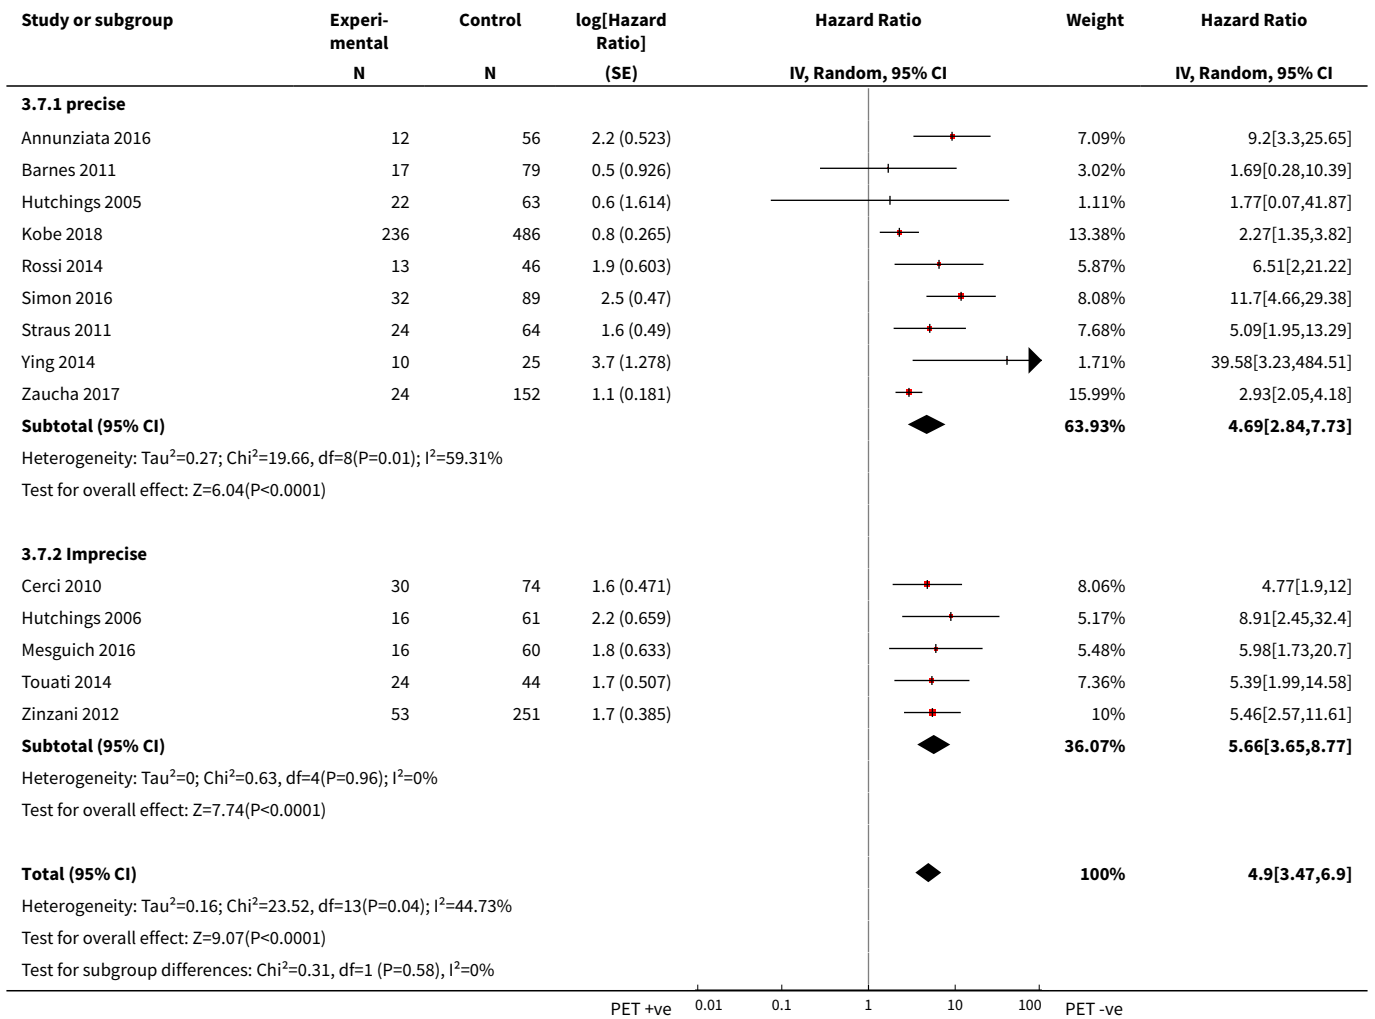 Study or subgroup Experi- Control log[Hazard Hazard Ratio Weight Hazard Ratio
mental Ratio]
N N (SE) IV, Random, 95% CI IV, Random, 95% CI
3.7.1 precise
Annunziata 2016 12 56 2.2 (0.523) 7.09% 9.2[3.3,25.65]
Barnes 2011 17 79 0.5 (0.926) 3.02% 1.69[0.28,10.39]
Hutchings 2005 22 63 0.6 (1.614) 1.11% 1.77[0.07,41.87]
Kobe 2018 236 486 0.8 (0.265) 13.38% 2.27[1.35,3.82]
Rossi 2014 13 46 1.9 (0.603) 5.87% 6.51[2,21.22]
Simon 2016 32 89 2.5 (0.47) 8.08% 11.7[4.66,29.38]
Straus 2011 24 64 1.6 (0.49) 7.68% 5.09[1.95,13.29]
Ying 2014 10 25 3.7 (1.278) 1.71% 39.58[3.23,484.51]
Zaucha 2017 24 152 1.1 (0.181) 15.99% 2.93[2.05,4.18]
Subtotal (95% CI) 63.93% 4.69[2.84,7.73]
Heterogeneity: Tau²=0.27; Chi²=19.66, df=8(P=0.01); I²=59.31%
Test for overall effect: Z=6.04(P<0.0001)
3.7.2 Imprecise
Cerci 2010 30 74 1.6 (0.471) 8.06% 4.77[1.9,12]
Hutchings 2006 16 61 2.2 (0.659) 5.17% 8.91[2.45,32.4]
Mesguich 2016 16 60 1.8 (0.633) 5.48% 5.98[1.73,20.7]
Touati 2014 24 44 1.7 (0.507) 7.36% 5.39[1.99,14.58]
Zinzani 2012 53 251 1.7 (0.385) 10% 5.46[2.57,11.61]
Subtotal (95% CI) 36.07% 5.66[3.65,8.77]
Heterogeneity: Tau²=0; Chi²=0.63, df=4(P=0.96); I²=0%
Test for overall effect: Z=7.74(P<0.0001)
Total (95% CI) 100% 4.9[3.47,6.9]
Heterogeneity: Tau²=0.16; Chi²=23.52, df=13(P=0.04); I²=44.73%
Test for overall effect: Z=9.07(P<0.0001)
Test for subgroup differences: Chi²=0.31, df=1 (P=0.58), I²=0%
PET +ve 0.01 0.1 1 10 100 PET -ve